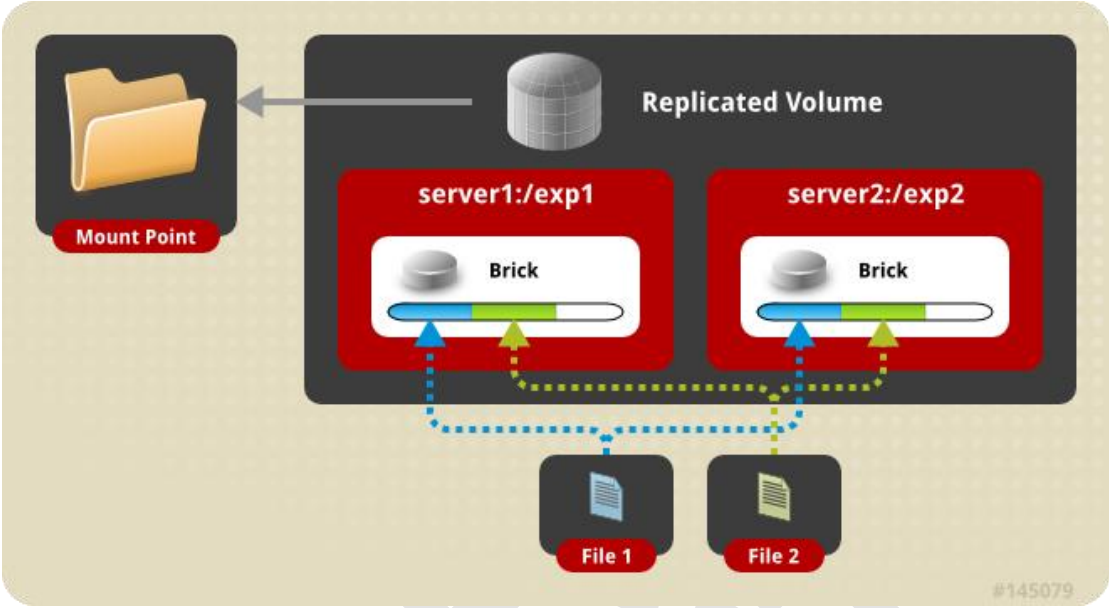 Replicated Volume
server1:/exp1
server2:/exp2
Mount Point
Brick
Brick
File 1
File 2
#145079